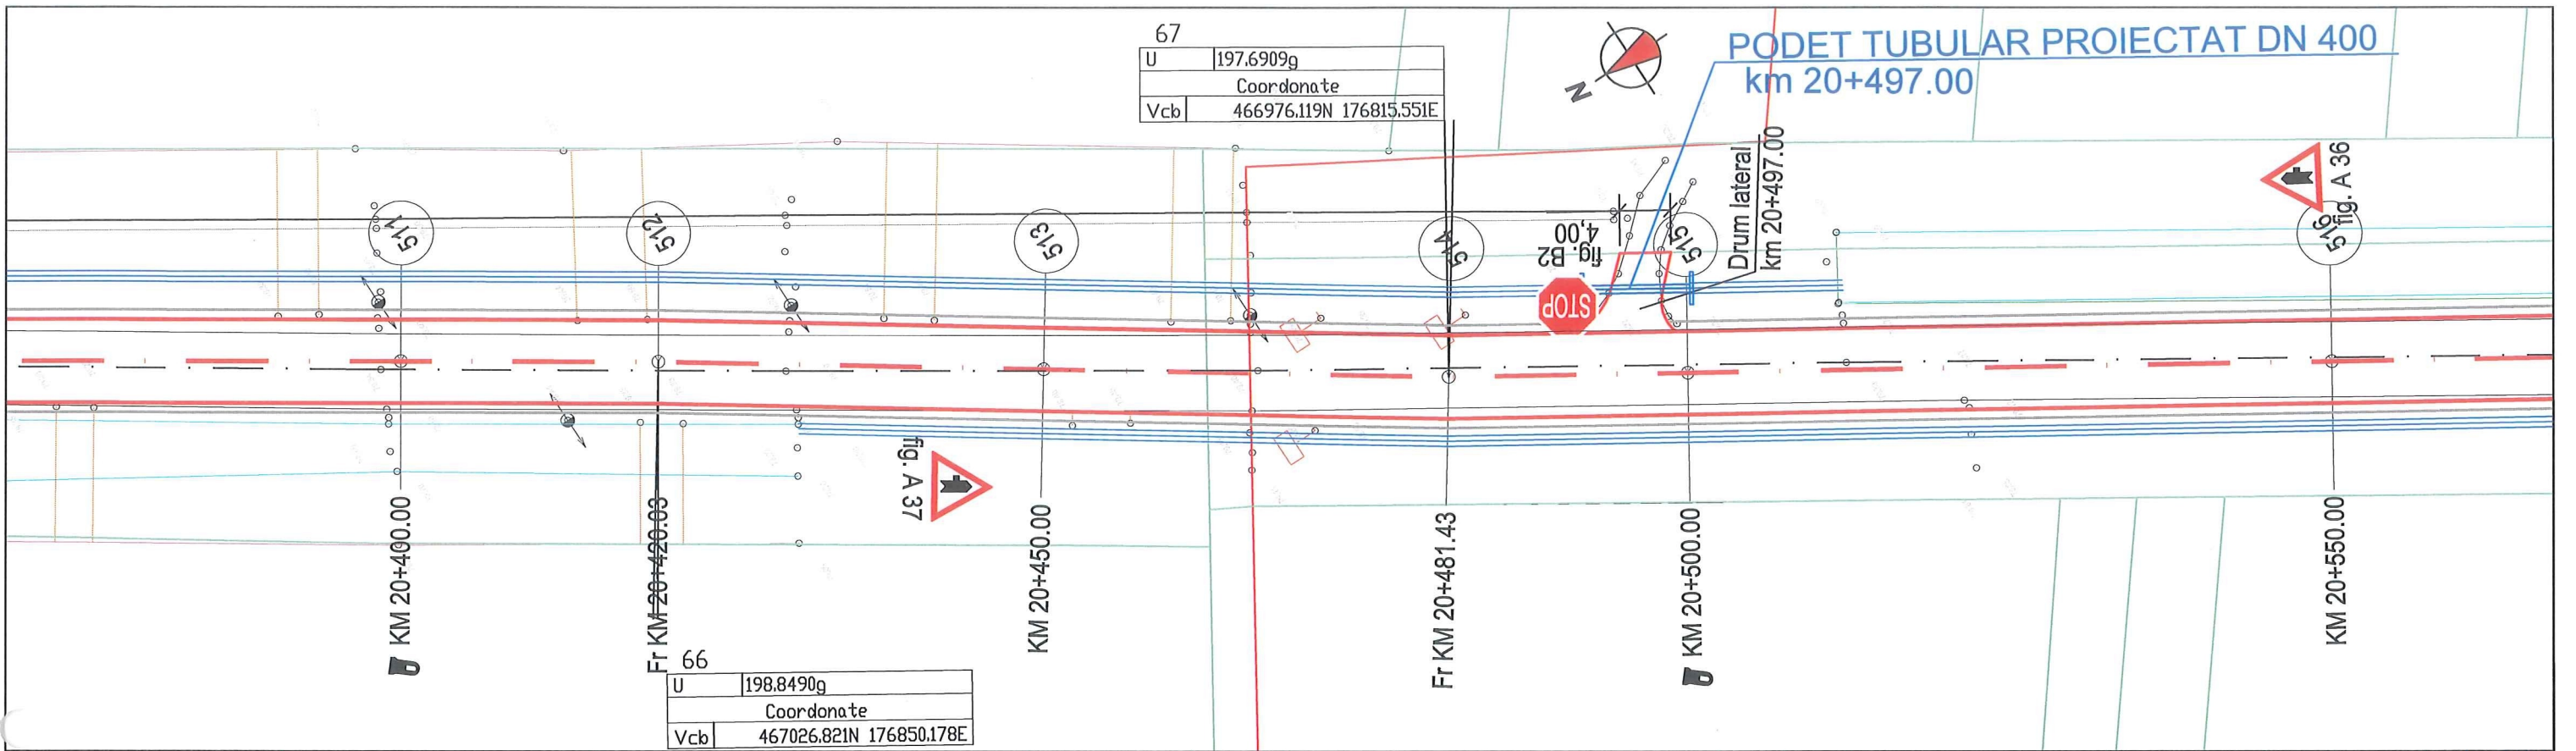 67
U 197.6909g
Coordonate
Vcb 466976.119N 176815.551E
N
PODET TUBULAR PROIECTAT DN 400
km 20+497.00
511
512
513
514
515
516
4,00
fig. B2
STOP
Drum lateral
km 20+497.00
fig. A 36
fig. A 37
KM 20+400.00
Fr KM 20+420.03
KM 20+450.00
Fr KM 20+481.43
KM 20+500.00
KM 20+550.00
66
U 198.8490g
Coordonate
Vcb 467026.821N 176850.178E